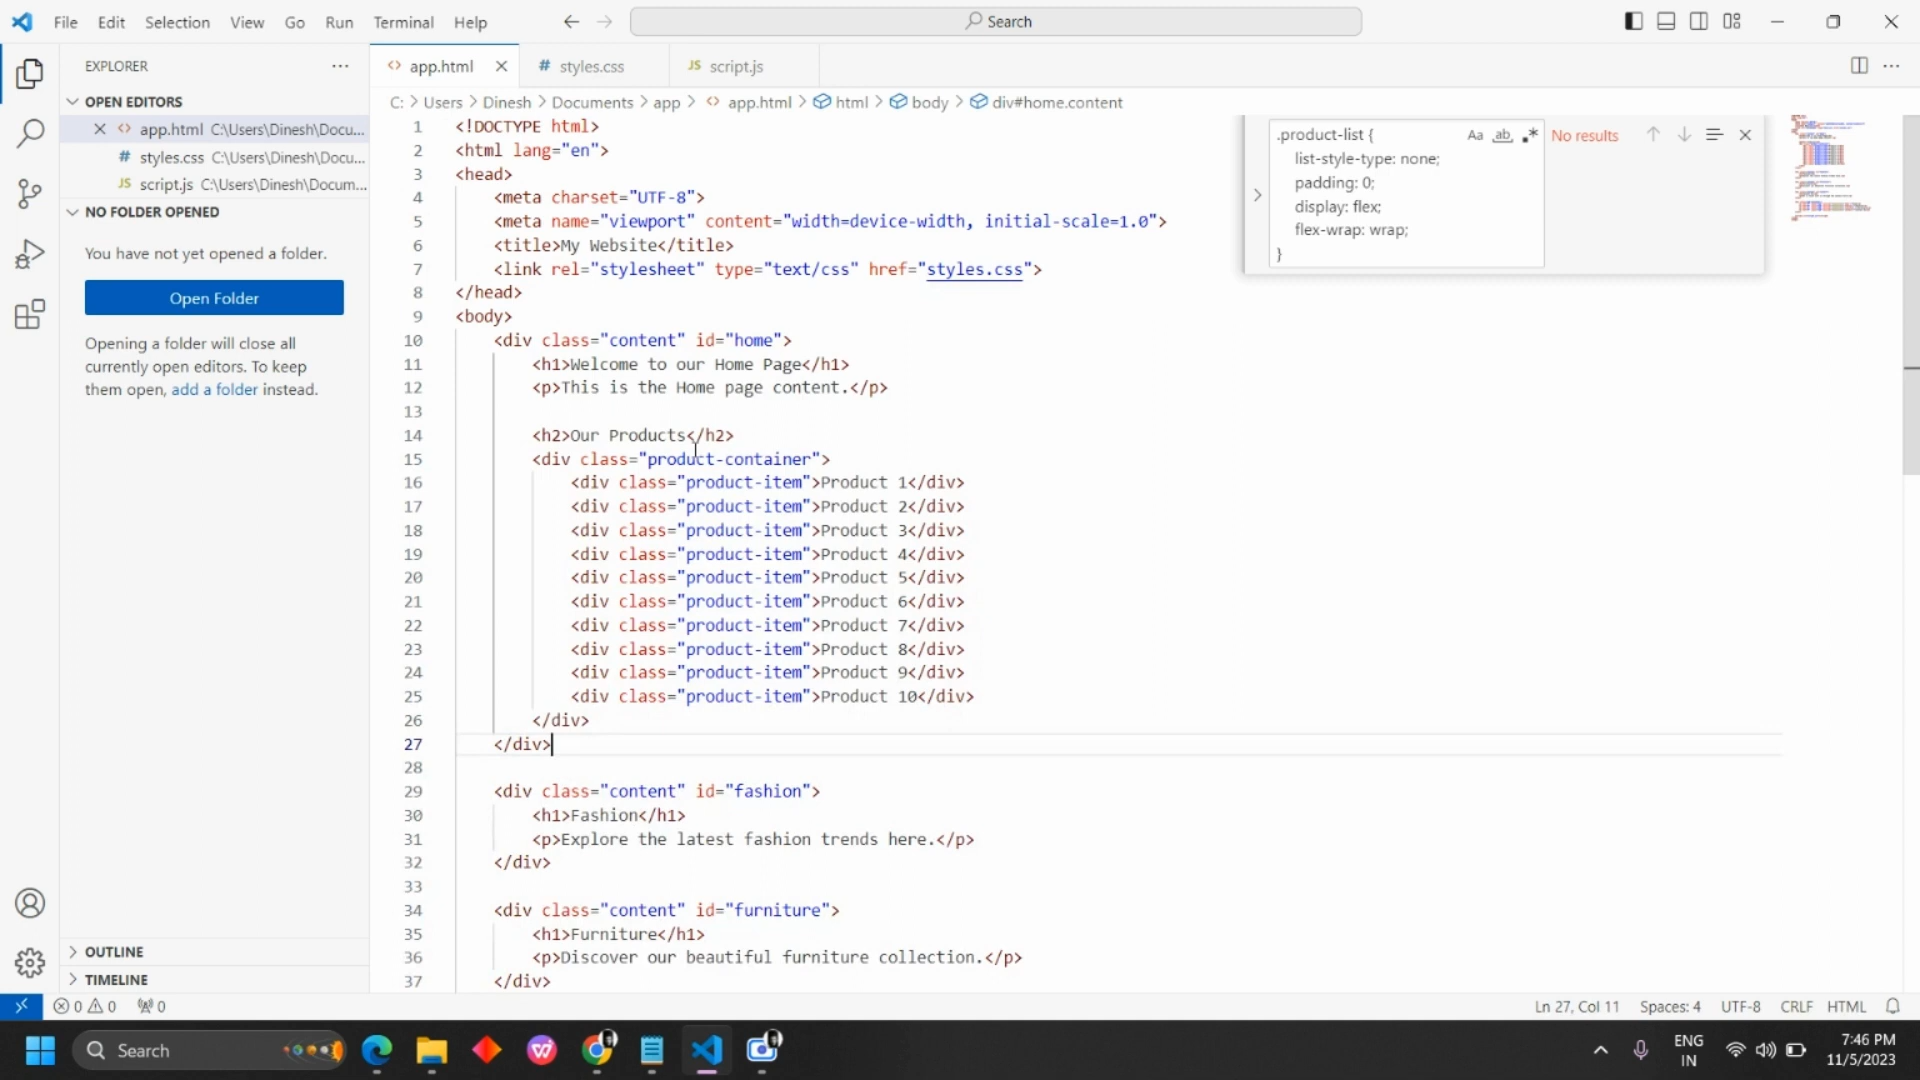 File Edit Selection View Go Run Terminal Help
Search
EXPLORER
OPEN EDITORS
app.html C:\Users\Dinesh\Docu...
styles.css C:\Users\Dinesh\Docu...
script.js C:\Users\Dinesh\Docum...
NO FOLDER OPENED
You have not yet opened a folder.
Open Folder
Opening a folder will close all
currently open editors. To keep
them open, add a folder instead.
OUTLINE
TIMELINE
app.html
styles.css
script.js
C: > Users > Dinesh > Documents > app > app.html > html > body > div#home.content
1 <!DOCTYPE html>
2 <html lang="en">
3 <head>
4 <meta charset="UTF-8">
5 <meta name="viewport" content="width=device-width, initial-scale=1.0">
6 <title>My Website</title>
7 <link rel="stylesheet" type="text/css" href="styles.css">
8 </head>
9 <body>
10 <div class="content" id="home">
11 <h1>Welcome to our Home Page</h1>
12 <p>This is the Home page content.</p>
13
14 <h2>Our Products</h2>
15 <div class="product-container">
16 <div class="product-item">Product 1</div>
17 <div class="product-item">Product 2</div>
18 <div class="product-item">Product 3</div>
19 <div class="product-item">Product 4</div>
20 <div class="product-item">Product 5</div>
21 <div class="product-item">Product 6</div>
22 <div class="product-item">Product 7</div>
23 <div class="product-item">Product 8</div>
24 <div class="product-item">Product 9</div>
25 <div class="product-item">Product 10</div>
26 </div>
27 </div>
28
29 <div class="content" id="fashion">
30 <h1>Fashion</h1>
31 <p>Explore the latest fashion trends here.</p>
32 </div>
33
34 <div class="content" id="furniture">
35 <h1>Furniture</h1>
36 <p>Discover our beautiful furniture collection.</p>
37 </div>
.product-list {
list-style-type: none;
padding: 0;
display: flex;
flex-wrap: wrap;
}
Aa ab .* No results
0 0 0
Ln 27, Col 11 Spaces: 4 UTF-8 CRLF HTML
Search
ENG
IN
7:46 PM
11/5/2023